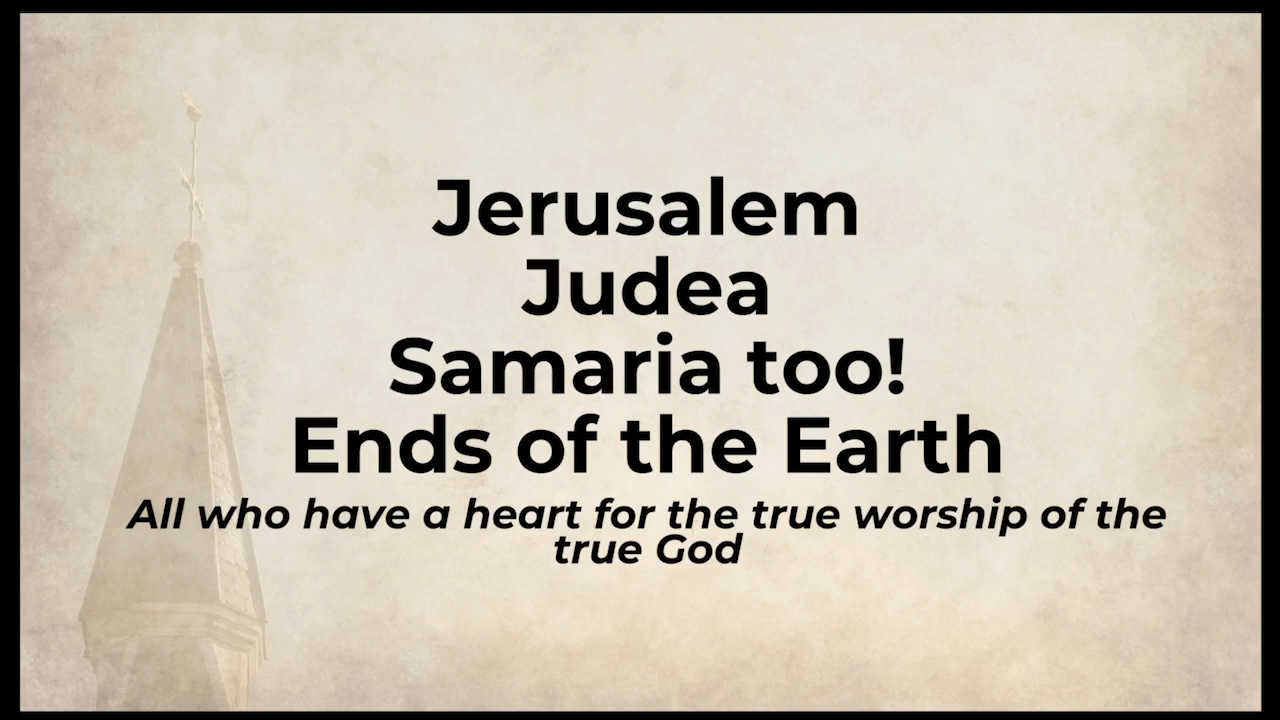 Jerusalem
Judea
Samaria too!
Ends of the Earth
All who have a heart for the true worship of the
true God